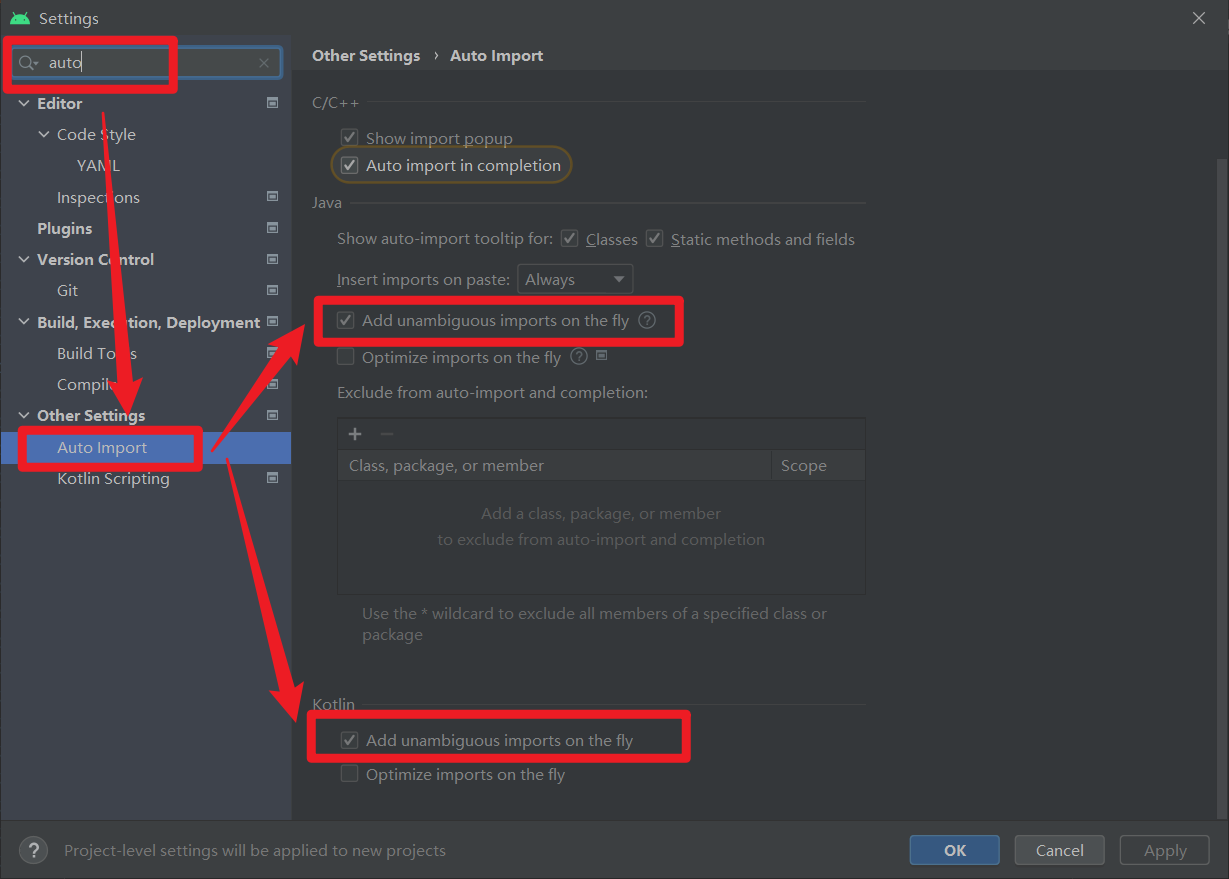 Settings
auto
Editor
Code Style
YAML
Inspections
Plugins
Version Control
Git
Build, Execution, Deployment
Build Tools
Compiler
Other Settings
Auto Import
Kotlin Scripting
Other Settings › Auto Import
C/C++
Show import popup
Auto import in completion
Java
Show auto-import tooltip for: Classes Static methods and fields
Insert imports on paste: Always
Add unambiguous imports on the fly ?
Optimize imports on the fly ?
Exclude from auto-import and completion:
Class, package, or member Scope
Add a class, package, or member
to exclude from auto-import and completion
Use the * wildcard to exclude all members of a specified class or
package
Kotlin
Add unambiguous imports on the fly
Optimize imports on the fly
? Project-level settings will be applied to new projects
OK Cancel Apply